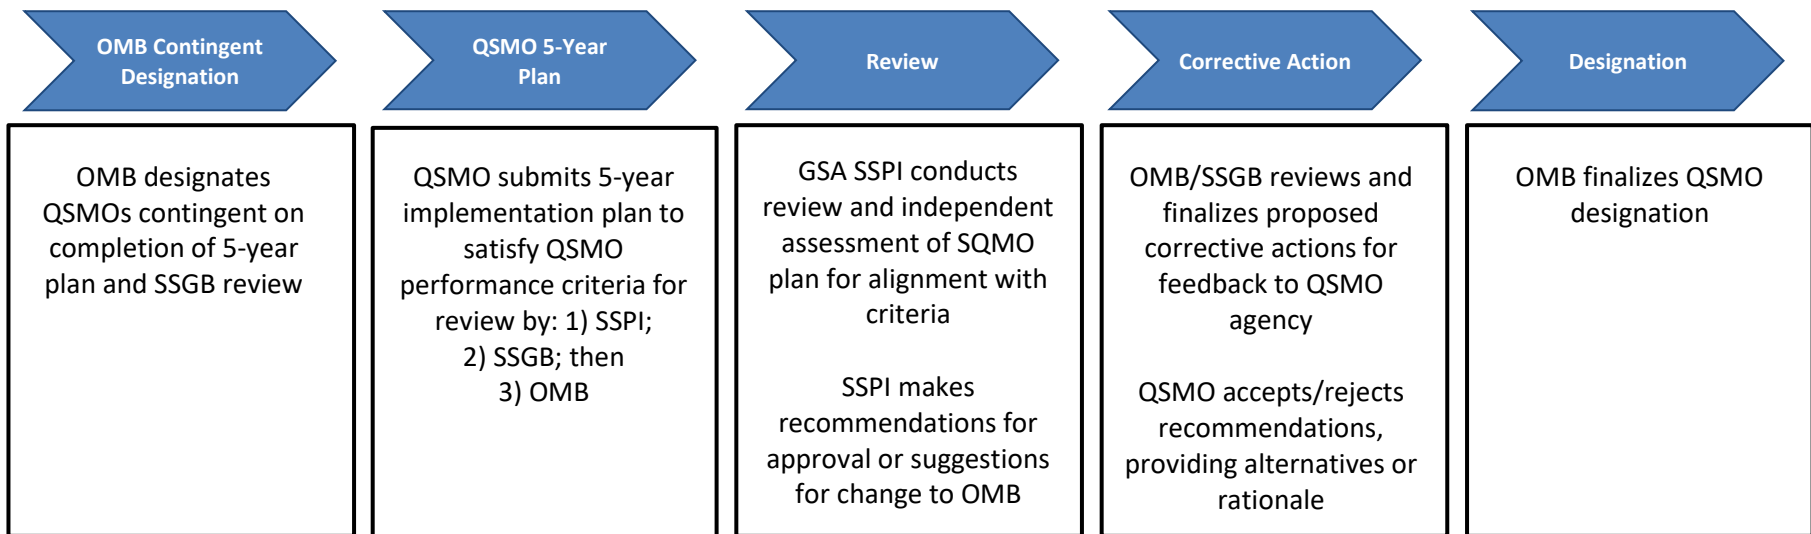 OMB Contingent
Designation
QSMO 5-Year
Plan
Review
Corrective Action
Designation
OMB designates
QSMOs contingent on
completion of 5-year
plan and SSGB review
QSMO submits 5-year
implementation plan to
satisfy QSMO
performance criteria for
review by: 1) SSPI;
2) SSGB; then
3) OMB
GSA SSPI conducts
review and independent
assessment of SQMO
plan for alignment with
criteria
SSPI makes
recommendations for
approval or suggestions
for change to OMB
OMB/SSGB reviews and
finalizes proposed
corrective actions for
feedback to QSMO
agency
QSMO accepts/rejects
recommendations,
providing alternatives or
rationale
OMB finalizes QSMO
designation